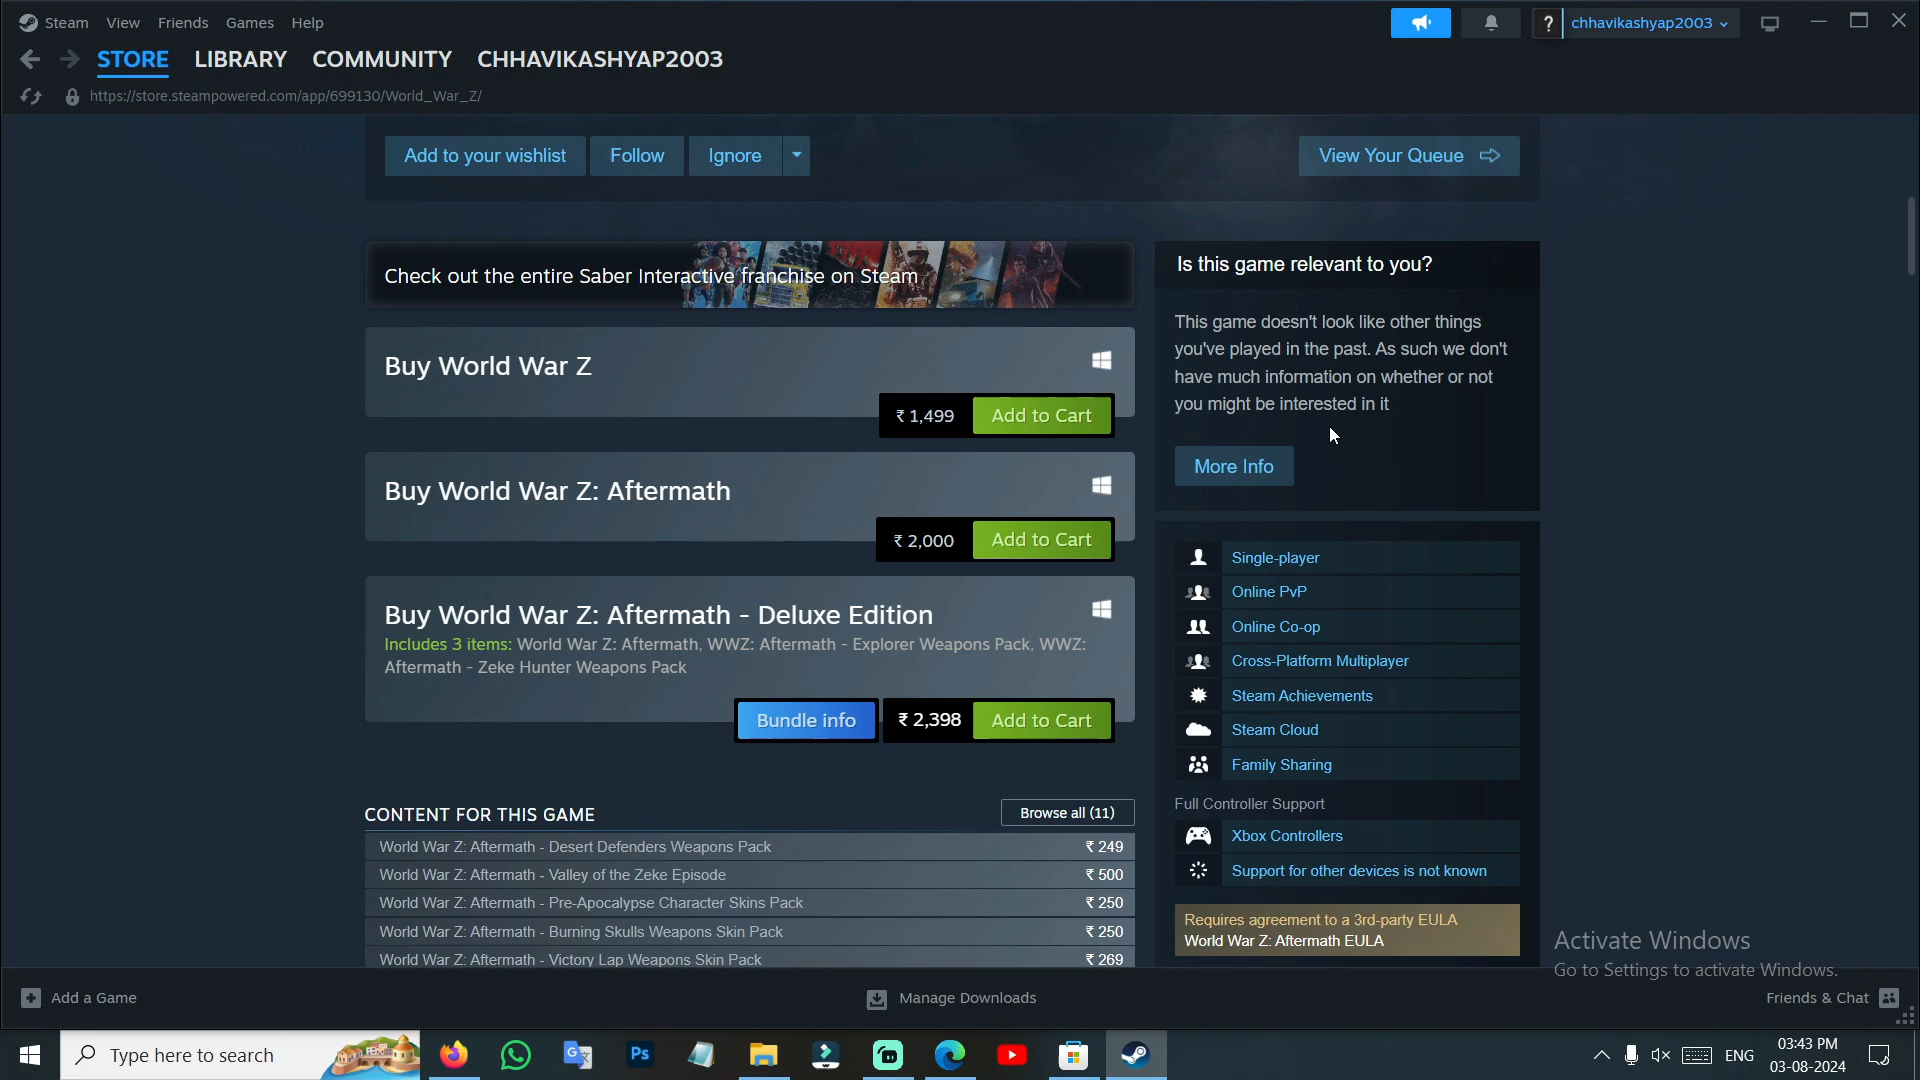 Steam View Friends Games Help
? chhavikashyap2003
STORE LIBRARY COMMUNITY CHHAVIKASHYAP2003
https://store.steampowered.com/app/699130/World_War_Z/
Add to your wishlist Follow Ignore View Your Queue
Check out the entire Saber Interactive franchise on Steam
Buy World War Z
₹ 1,499 Add to Cart
Buy World War Z: Aftermath
₹ 2,000 Add to Cart
Buy World War Z: Aftermath - Deluxe Edition
Includes 3 items: World War Z: Aftermath, WWZ: Aftermath - Explorer Weapons Pack, WWZ:
Aftermath - Zeke Hunter Weapons Pack
Bundle info ₹ 2,398 Add to Cart
CONTENT FOR THIS GAME Browse all (11)
World War Z: Aftermath - Desert Defenders Weapons Pack ₹ 249
World War Z: Aftermath - Valley of the Zeke Episode ₹ 500
World War Z: Aftermath - Pre-Apocalypse Character Skins Pack ₹ 250
World War Z: Aftermath - Burning Skulls Weapons Skin Pack ₹ 250
World War Z: Aftermath - Victory Lap Weapons Skin Pack ₹ 269
Is this game relevant to you?
This game doesn't look like other things
you've played in the past. As such we don't
have much information on whether or not
you might be interested in it
More Info
Single-player
Online PvP
Online Co-op
Cross-Platform Multiplayer
Steam Achievements
Steam Cloud
Family Sharing
Full Controller Support
Xbox Controllers
Support for other devices is not known
Requires agreement to a 3rd-party EULA
World War Z: Aftermath EULA
Activate Windows
Go to Settings to activate Windows.
Add a Game Manage Downloads Friends & Chat
Type here to search Ps ENG 03:43 PM
03-08-2024